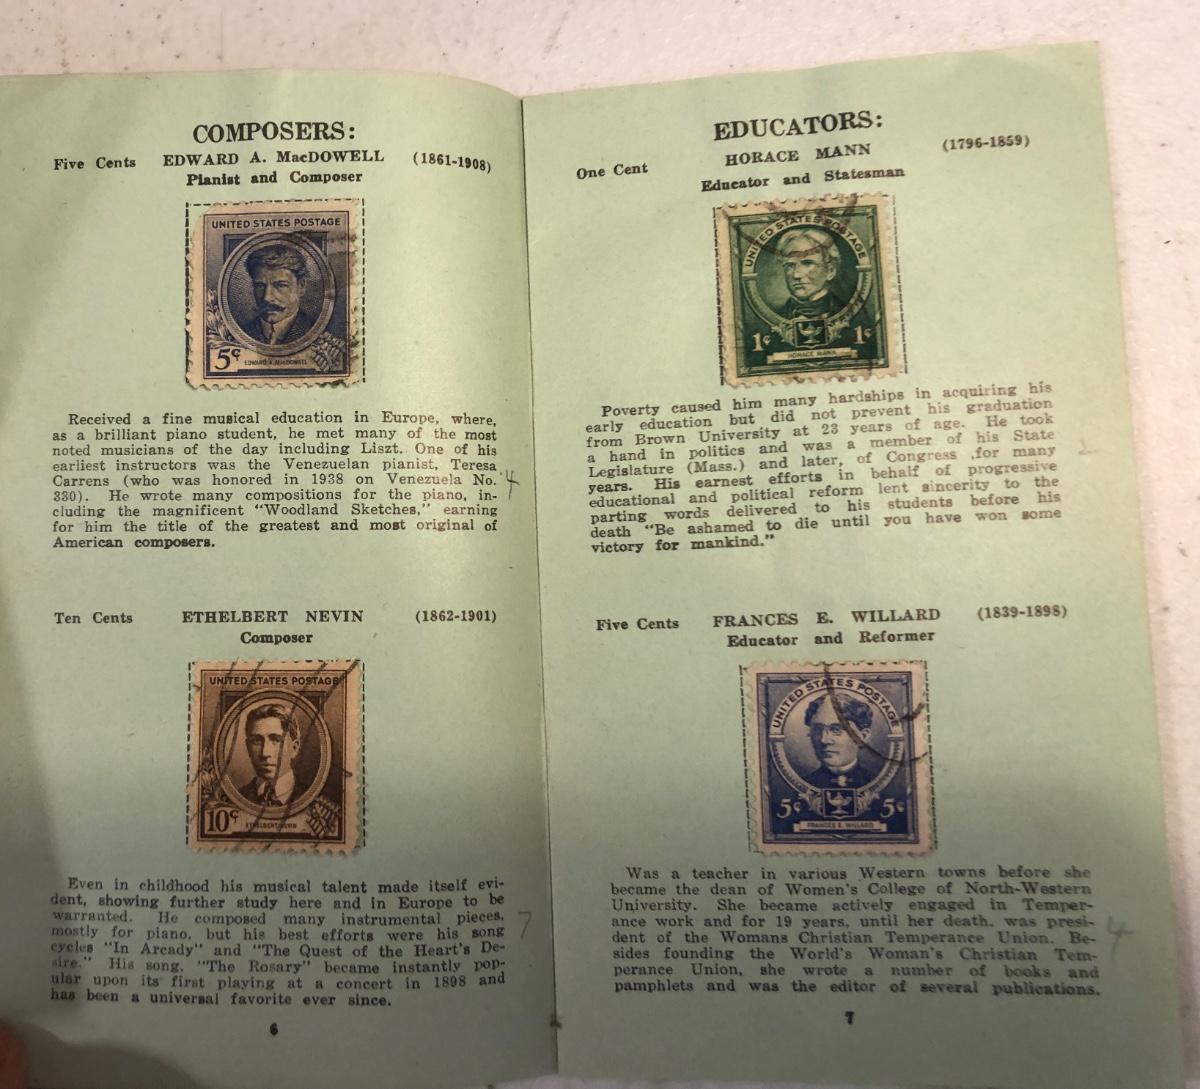 COMPOSERS:
Five Cents EDWARD A. MacDOWELL (1861-1908)
Pianist and Composer
UNITED STATES POSTAGE
5¢ EDWARD A. MACDOWELL
Received a fine musical education in Europe, where,
as a brilliant piano student, he met many of the most
noted musicians of the day including Liszt. One of his
earliest instructors was the Venezuelan pianist, Teresa
Carrens (who was honored in 1938 on Venezuela No.
330). He wrote many compositions for the piano, in-
cluding the magnificent "Woodland Sketches," earning
for him the title of the greatest and most original of
American composers.
4
Ten Cents ETHELBERT NEVIN (1862-1901)
Composer
UNITED STATES POSTAGE
10¢ ETHELBERT NEVIN
Even in childhood his musical talent made itself evi-
dent, showing further study here and in Europe to be
warranted. He composed many instrumental pieces,
mostly for piano, but his best efforts were his song
cycles "In Arcady" and "The Quest of the Heart's De-
sire." His song, "The Rosary" became instantly pop-
ular upon its first playing at a concert in 1898 and
has been a universal favorite ever since.
7
6
EDUCATORS:
One Cent HORACE MANN (1796-1859)
Educator and Statesman
UNITED STATES POSTAGE
1¢ 1¢
HORACE MANN
Poverty caused him many hardships in acquiring his
early education but did not prevent his graduation
from Brown University at 23 years of age. He took
a hand in politics and was a member of his State
Legislature (Mass.) and later, of Congress ,for many
years. His earnest efforts in behalf of progressive
educational and political reform lent sincerity to the
parting words delivered to his students before his
death "Be ashamed to die until you have won some
victory for mankind."
2
Five Cents FRANCES E. WILLARD (1839-1898)
Educator and Reformer
UNITED STATES POSTAGE
5¢ 5¢
FRANCES E. WILLARD
Was a teacher in various Western towns before she
became the dean of Women's College of North-Western
University. She became actively engaged in Temper-
ance work and for 19 years, until her death, was presi-
dent of the Womans Christian Temperance Union. Be-
sides founding the World's Woman's Christian Tem-
perance Union, she wrote a number of books and
pamphlets and was the editor of several publications.
4
7